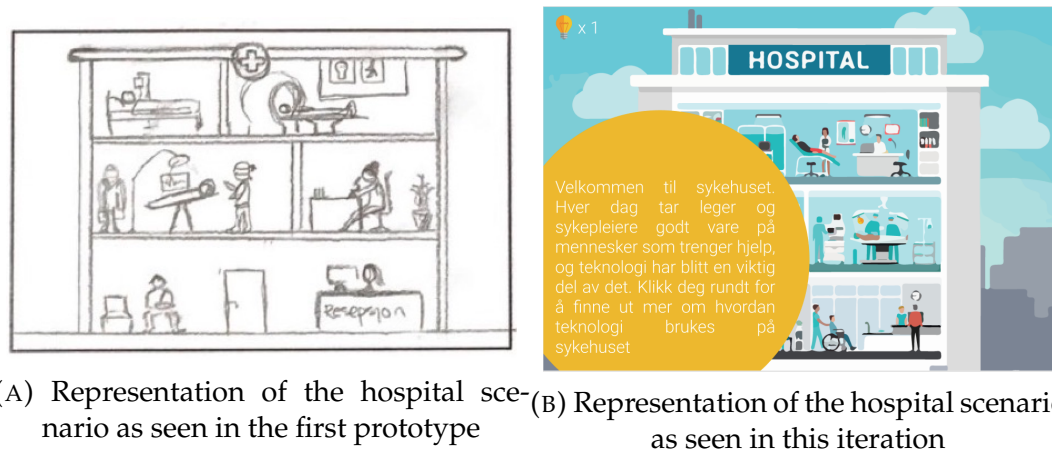 Resepsjon
(A) Representation of the hospital sce-
nario as seen in the first prototype
x 1
HOSPITAL
Velkommen til sykehuset.
Hver dag tar leger og
sykepleiere godt vare på
mennesker som trenger hjelp,
og teknologi har blitt en viktig
del av det. Klikk deg rundt for
å finne ut mer om hvordan
teknologi brukes på
sykehuset
(B) Representation of the hospital scenario
as seen in this iteration